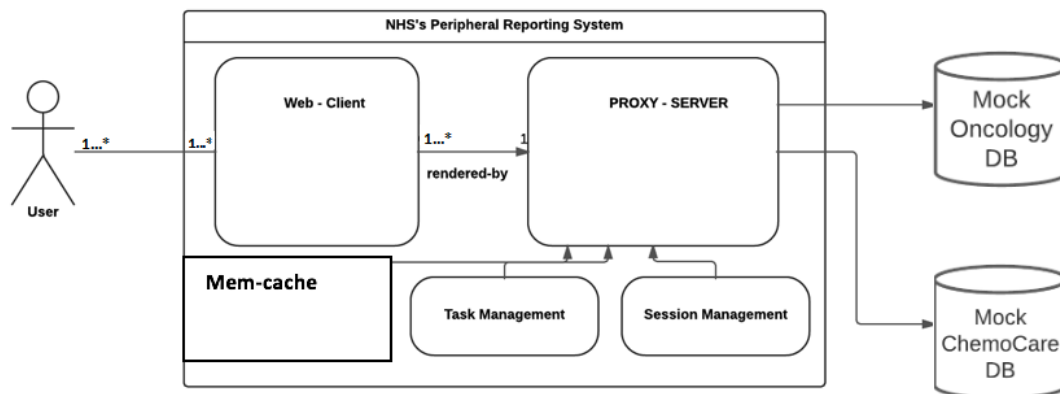 NHS's Peripheral Reporting System
Web - Client
PROXY - SERVER
Mock
Oncology
DB
1...*
1...*
1...*
1
rendered-by
User
Mem-cache
Task Management
Session Management
Mock
ChemoCare
DB